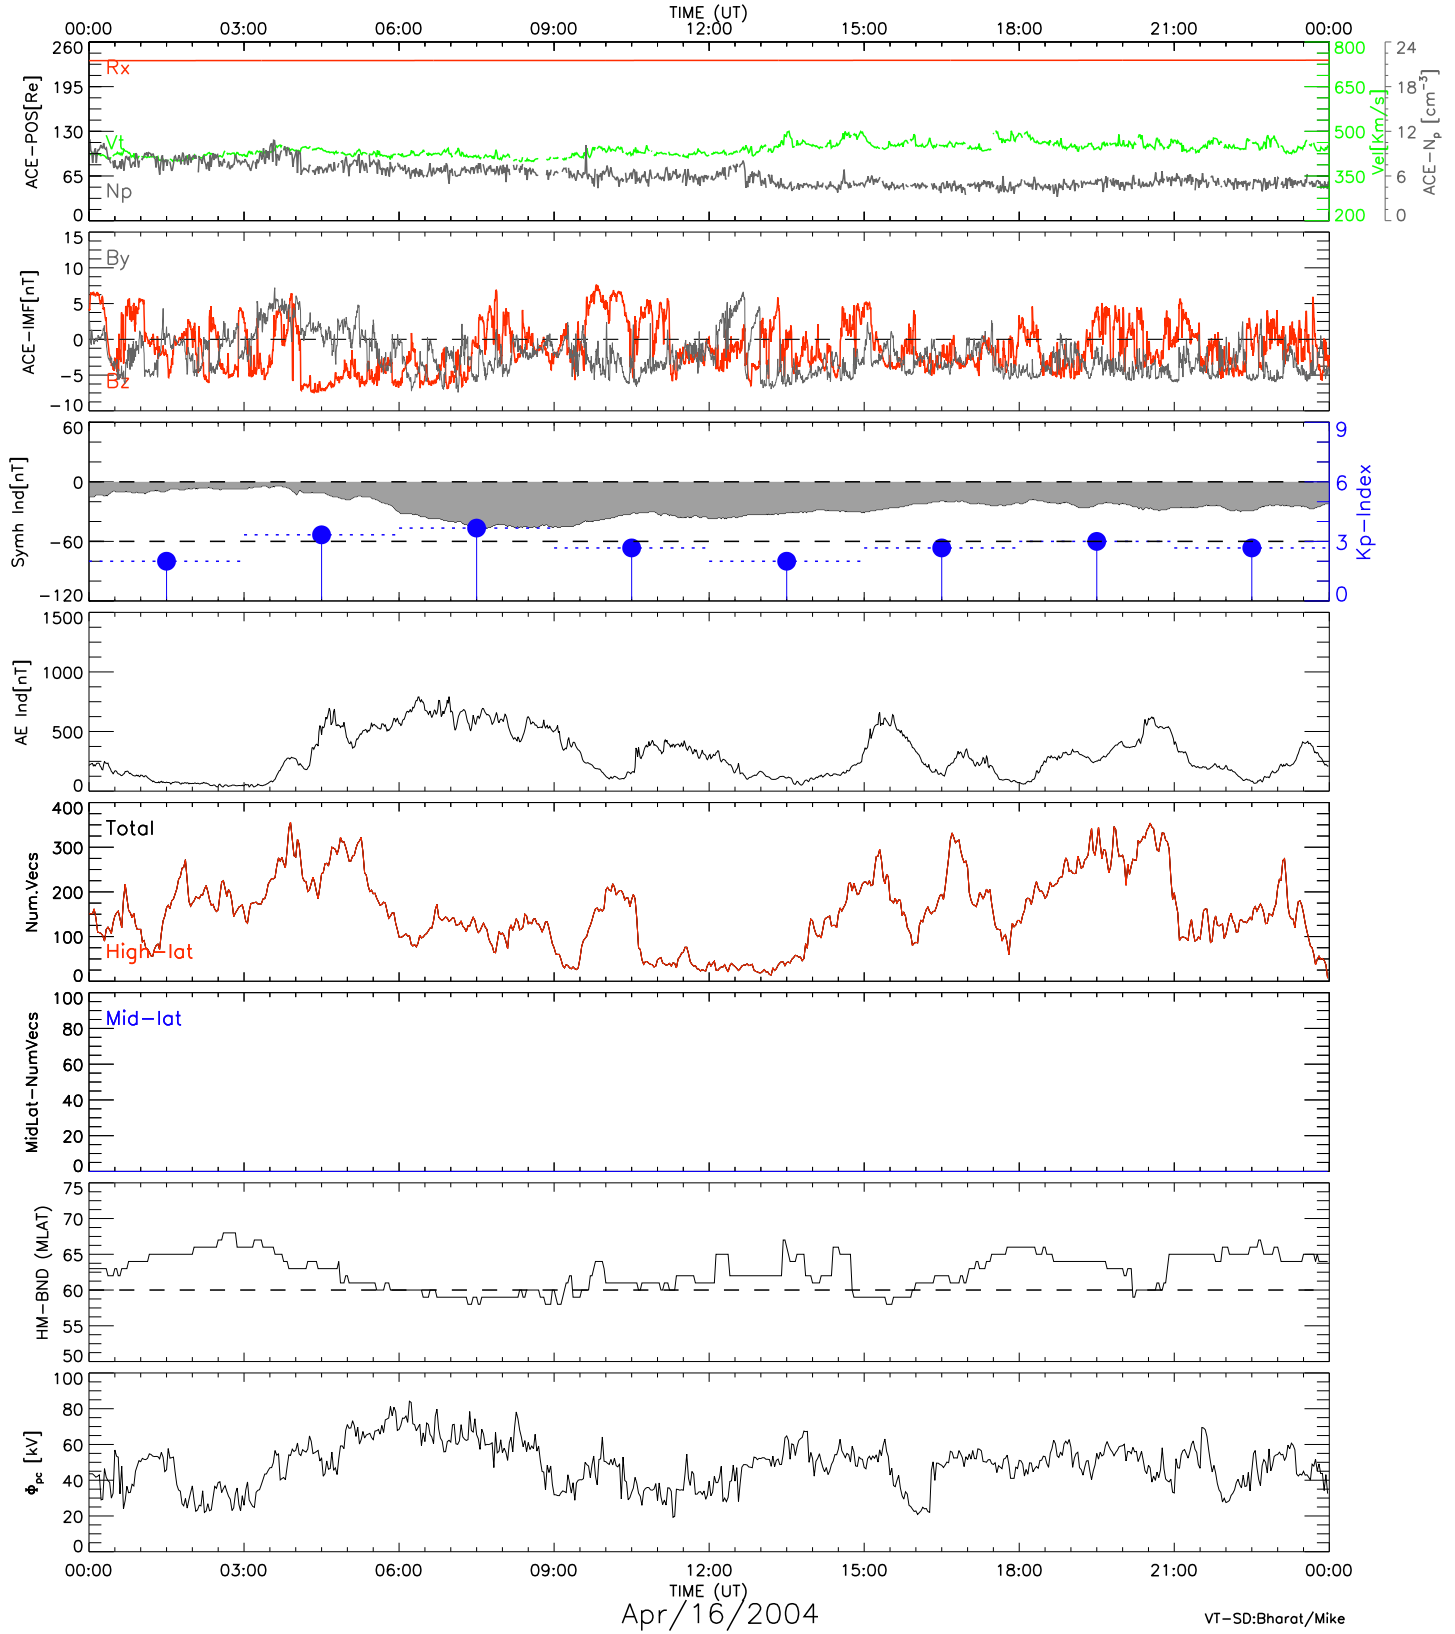 TIME (UT)
00:00 03:00 06:00 09:00 12:00 15:00 18:00 21:00 00:00
260 195 130 65 0
ACE-POS[Re]
Rx
Vt
Np
800 650 500 350 200
Vel[Km/s]
24 18 12 6 0
ACE-Np [cm-3]
15 10 5 0 -5 -10
ACE-IMF[nT]
By
Bz
60 0 -60 -120
Symh Ind[nT]
9 6 3 0
Kp-Index
1500 1000 500 0
AE Ind[nT]
400 300 200 100 0
Num.Vecs
Total
High-lat
100 80 60 40 20 0
MidLat-NumVecs
Mid-lat
75 70 65 60 55 50
HM-BND (MLAT)
100 80 60 40 20 0
Φpc [kV]
00:00 03:00 06:00 09:00 12:00 15:00 18:00 21:00 00:00
TIME (UT)
Apr/16/2004
VT-SD:Bharat/Mike